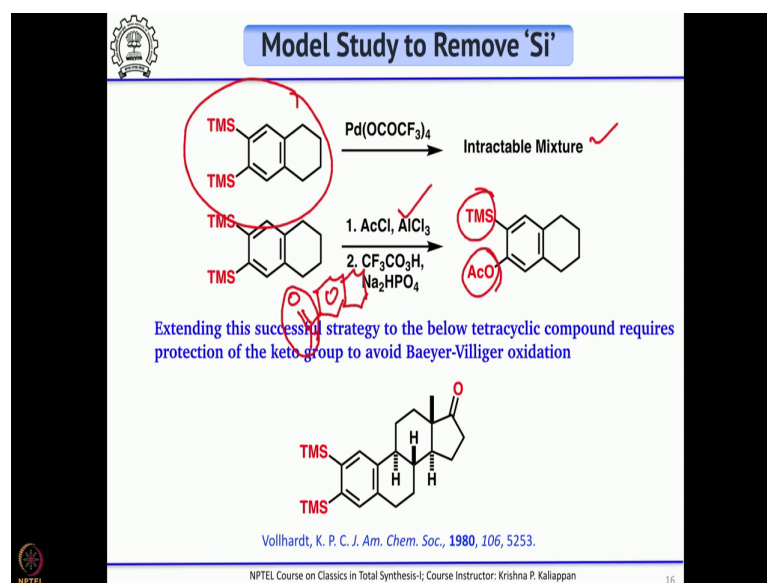 Model Study to Remove ‘Si’
TMS
TMS
Pd(OCOCF3)4
Intractable Mixture
TMS
TMS
1. AcCl, AlCl3
2. CF3CO3H,
Na2HPO4
TMS
AcO
O
O
Extending this successful strategy to the below tetracyclic compound requires
protection of the keto group to avoid Baeyer-Villiger oxidation
O
H
H
H
TMS
TMS
Vollhardt, K. P. C. J. Am. Chem. Soc., 1980, 106, 5253.
NPTEL Course on Classics in Total Synthesis-I; Course Instructor: Krishna P. Kaliappan
16
NPTEL